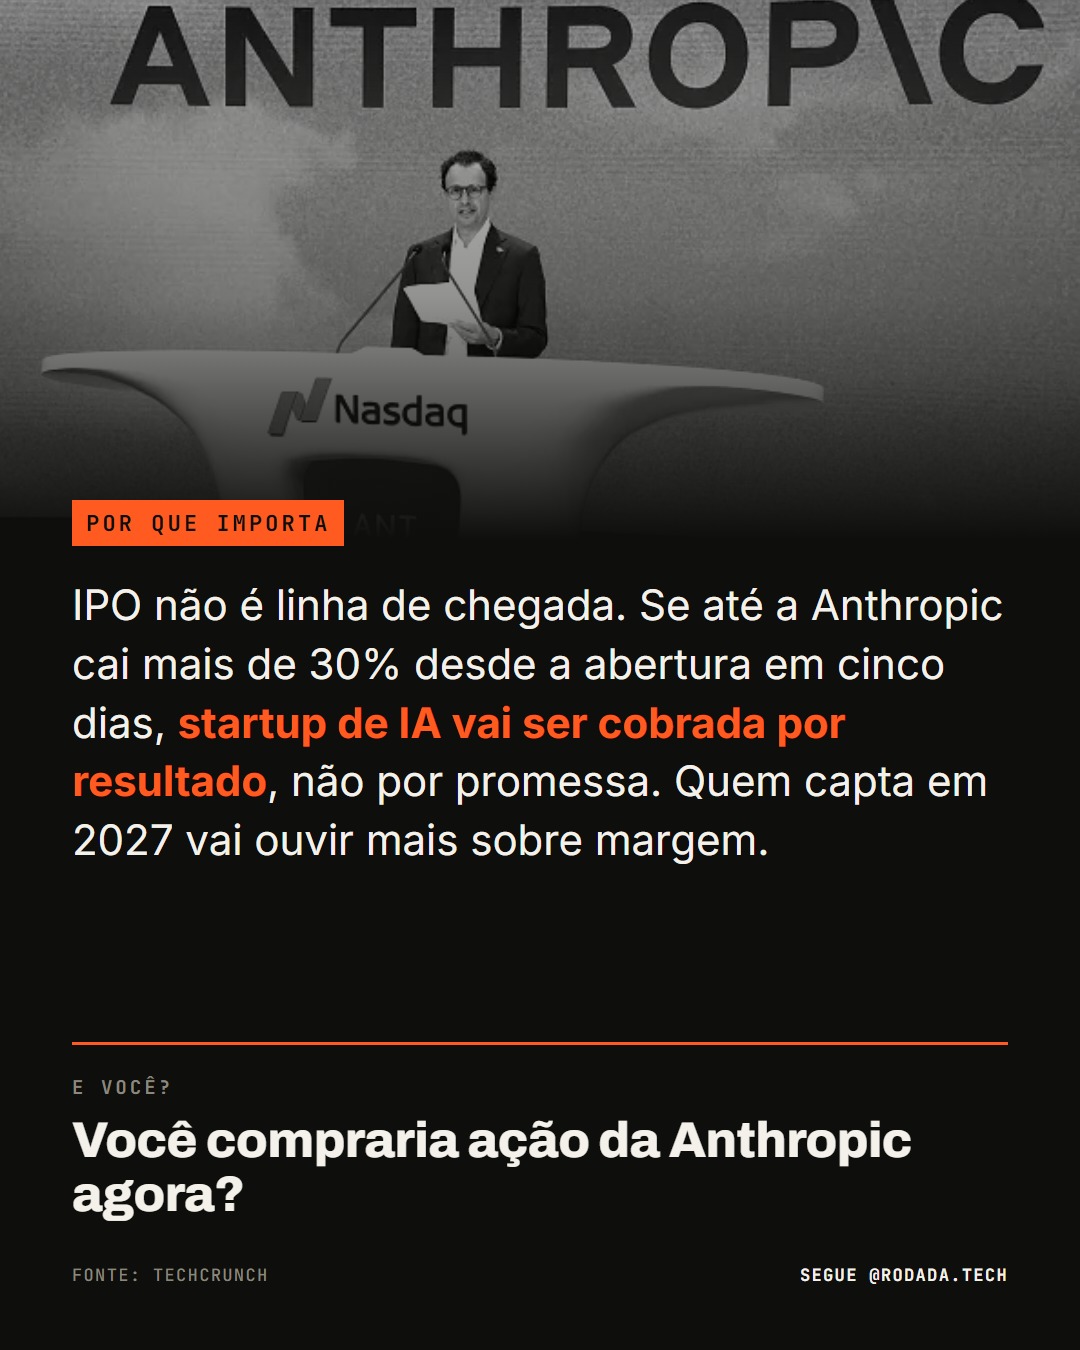 ANTHROP\C
Nasdaq
ANT
POR QUE IMPORTA
IPO não é linha de chegada. Se até a Anthropic
cai mais de 30% desde a abertura em cinco
dias, startup de IA vai ser cobrada por
resultado, não por promessa. Quem capta em
2027 vai ouvir mais sobre margem.
E VOCÊ?
Você compraria ação da Anthropic
agora?
FONTE: TECHCRUNCH
SEGUE @RODADA.TECH